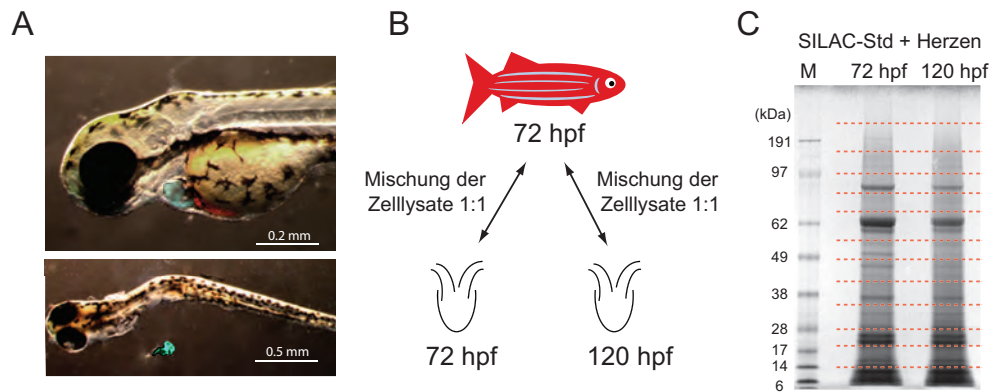 A
0.2 mm
0.5 mm
B
72 hpf
Mischung der
Zelllysate 1:1
Mischung der
Zelllysate 1:1
72 hpf
120 hpf
C
SILAC-Std + Herzen
M 72 hpf 120 hpf
(kDa)
191
97
62
49
38
28
17
14
6